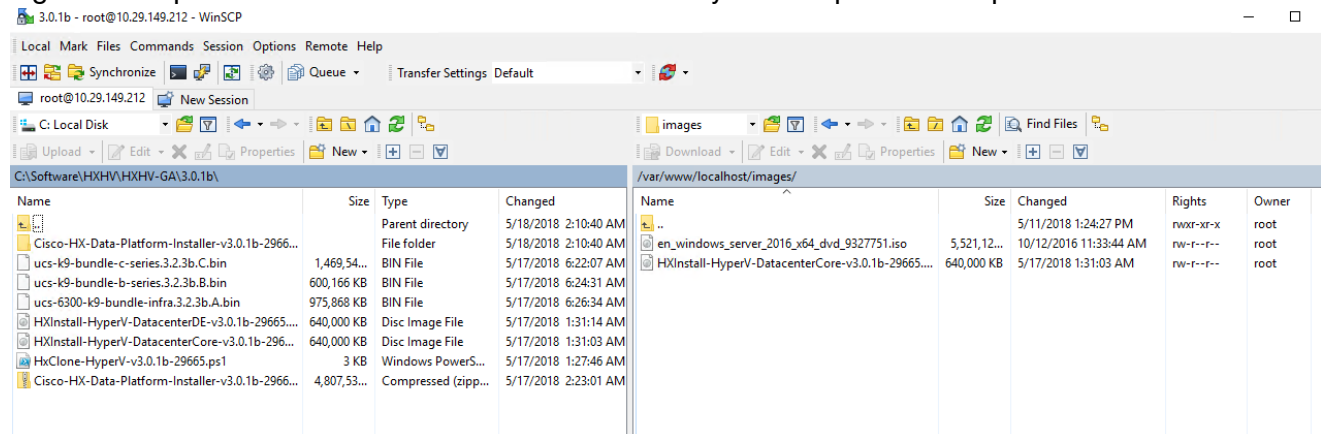 3.0.1b - root@10.29.149.212 - WinSCP
Local Mark Files Commands Session Options Remote Help
Synchronize Queue Transfer Settings Default
root@10.29.149.212 New Session
C: Local Disk images Find Files
Upload Edit Properties New Download Edit Properties New
C:\Software\HXHV\HXHV-GA\3.0.1b\ /var/www/localhost/images/
Name Size Type Changed Name Size Changed Rights Owner
.. Parent directory 5/18/2018 2:10:40 AM .. 5/11/2018 1:24:27 PM rwxr-xr-x root
Cisco-HX-Data-Platform-Installer-v3.0.1b-2966... File folder 5/18/2018 2:10:40 AM en_windows_server_2016_x64_dvd_9327751.iso 5,521,12... 10/12/2016 11:33:44 AM rw-r--r-- root
ucs-k9-bundle-c-series.3.2.3b.C.bin 1,469,54... BIN File 5/17/2018 6:22:07 AM HXInstall-HyperV-DatacenterCore-v3.0.1b-29665.... 640,000 KB 5/17/2018 1:31:03 AM rw-r--r-- root
ucs-k9-bundle-b-series.3.2.3b.B.bin 600,166 KB BIN File 5/17/2018 6:24:31 AM
ucs-6300-k9-bundle-infra.3.2.3b.A.bin 975,868 KB BIN File 5/17/2018 6:26:34 AM
HXInstall-HyperV-DatacenterDE-v3.0.1b-29665.... 640,000 KB Disc Image File 5/17/2018 1:31:14 AM
HXInstall-HyperV-DatacenterCore-v3.0.1b-296... 640,000 KB Disc Image File 5/17/2018 1:31:03 AM
HxClone-HyperV-v3.0.1b-29665.ps1 3 KB Windows PowerS... 5/17/2018 1:27:46 AM
Cisco-HX-Data-Platform-Installer-v3.0.1b-2966... 4,807,53... Compressed (zipp... 5/17/2018 2:23:01 AM